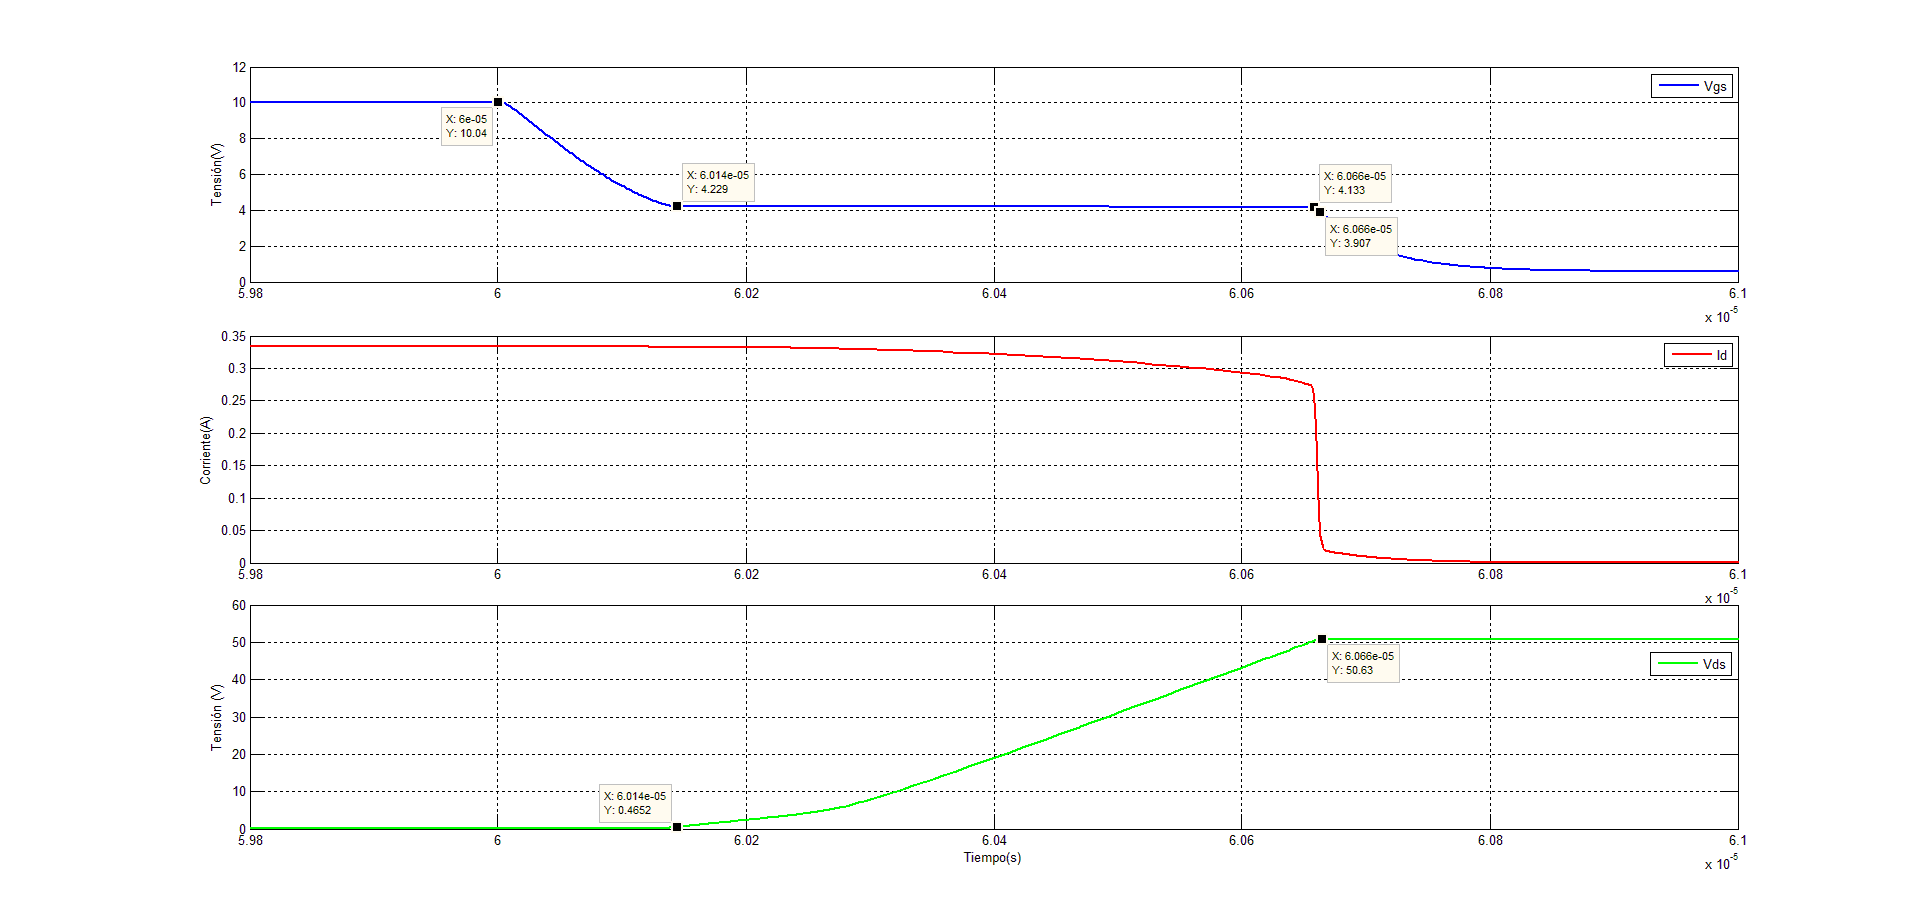 12
10
8
6
4
2
0
Tensión(V)
Vgs
X: 6e-05
Y: 10.04
X: 6.014e-05
Y: 4.229
X: 6.066e-05
Y: 4.133
X: 6.066e-05
Y: 3.907
5.98 6 6.02 6.04 6.06 6.08 6.1
x 10-5
0.35
0.3
0.25
0.2
0.15
0.1
0.05
0
Corriente(A)
Id
5.98 6 6.02 6.04 6.06 6.08 6.1
x 10-5
60
50
40
30
20
10
0
Tensión (V)
Vds
X: 6.066e-05
Y: 50.63
X: 6.014e-05
Y: 0.4652
5.98 6 6.02 6.04 6.06 6.08 6.1
Tiempo(s)
x 10-5